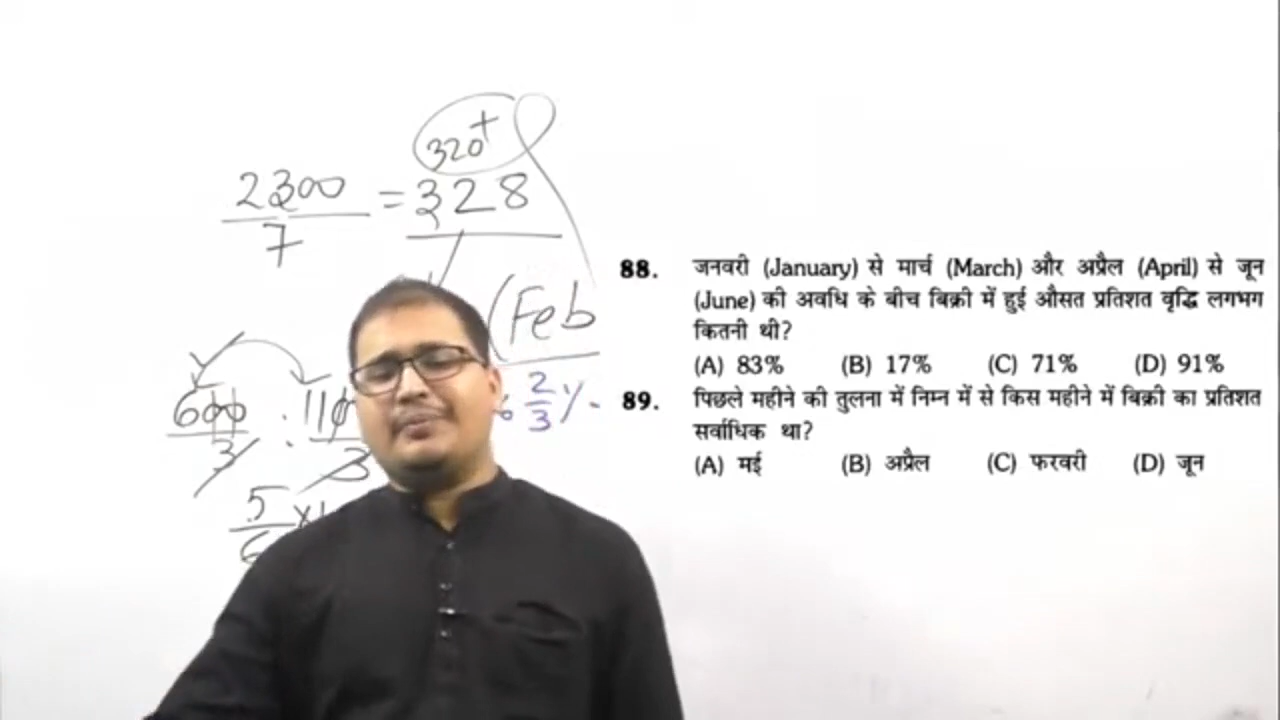 320+
2300 = 328
7
(Feb
600 : 110
3 3
2/3 %
5
6
88. जनवरी (January) से मार्च (March) और अप्रैल (April) से जून
(June) की अवधि के बीच बिक्री में हुई औसत प्रतिशत वृद्धि लगभग
कितनी थी?
(A) 83% (B) 17% (C) 71% (D) 91%
89. पिछले महीने की तुलना में निम्न में से किस महीने में बिक्री का प्रतिशत
सर्वाधिक था?
(A) मई (B) अप्रैल (C) फरवरी (D) जून